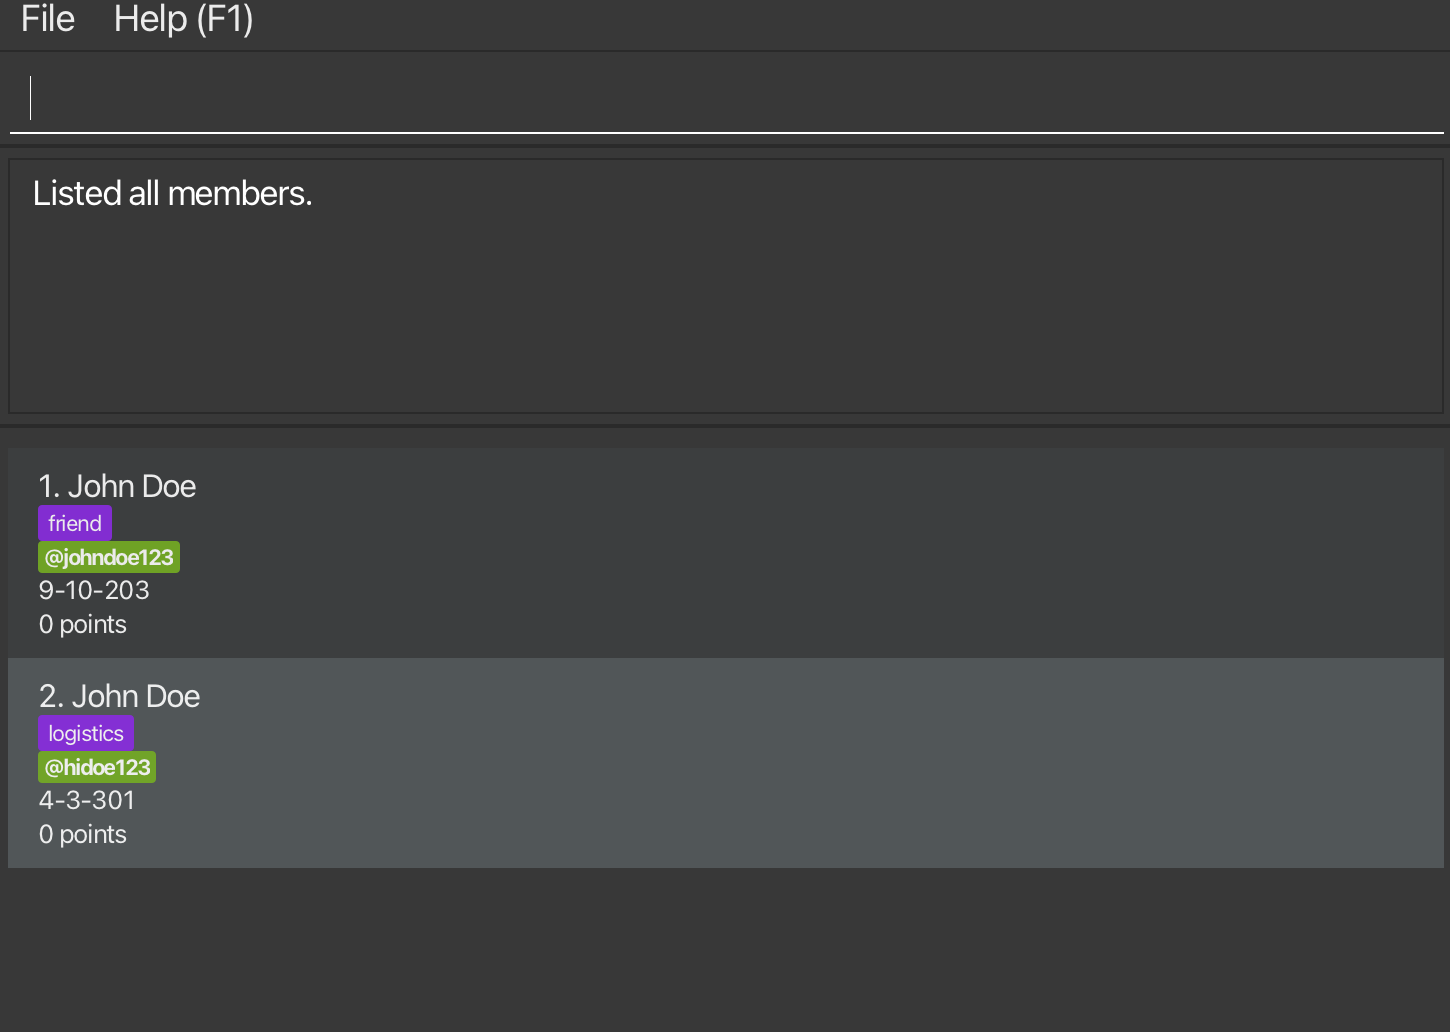 File Help (F1)
Listed all members.
1. John Doe
friend
@johndoe123
9-10-203
0 points
2. John Doe
logistics
@hidoe123
4-3-301
0 points